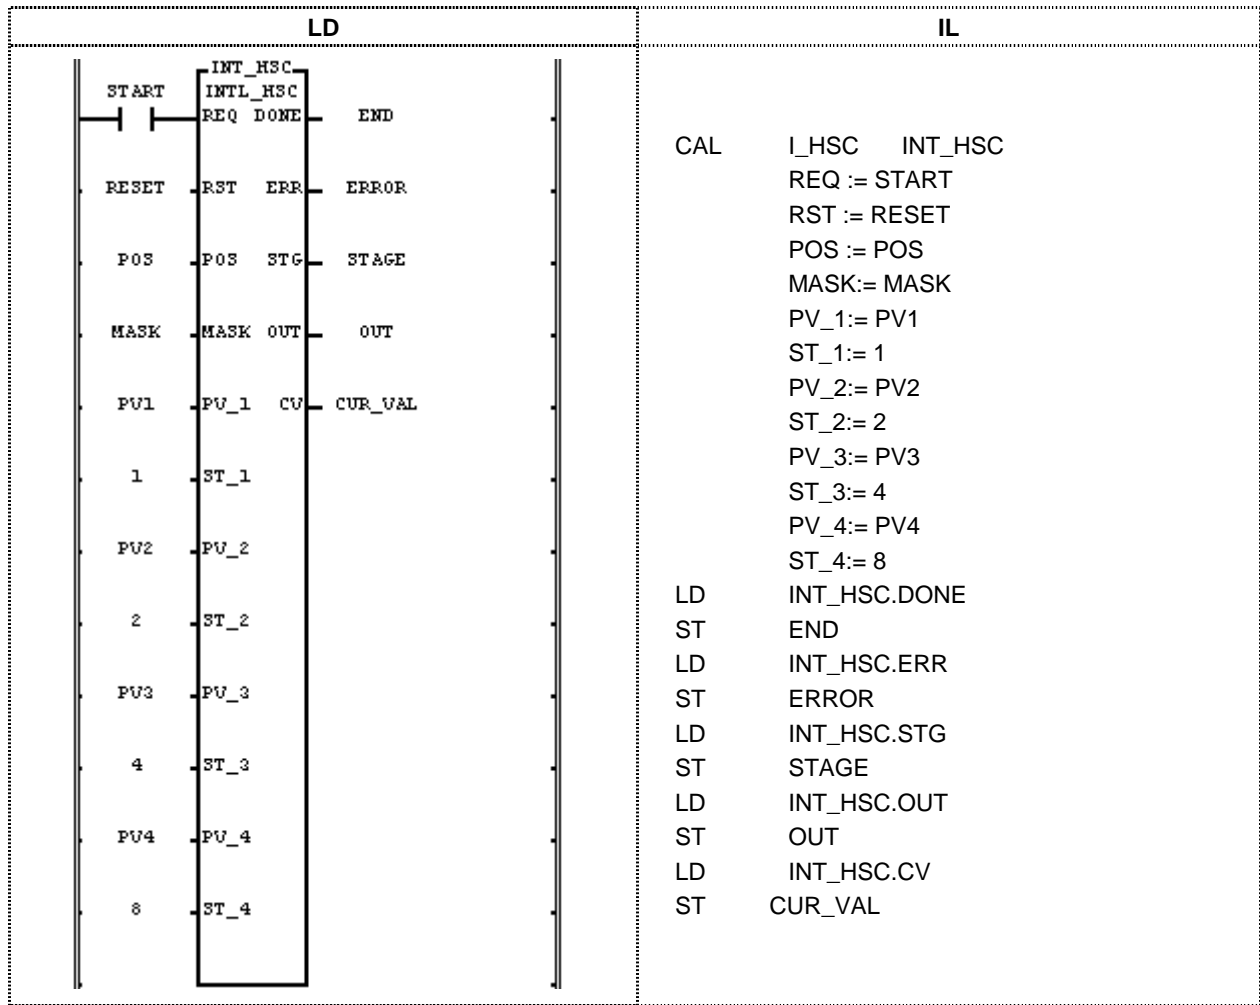 LD
IL
INT_HSC
START INTL_HSC
REQ DONE END
RESET RST ERR ERROR
POS POS STG STAGE
MASK MASK OUT OUT
PV1 PV_1 CV CUR_VAL
1 ST_1
PV2 PV_2
2 ST_2
PV3 PV_3
4 ST_3
PV4 PV_4
8 ST_4
CAL I_HSC INT_HSC
REQ := START
RST := RESET
POS := POS
MASK:= MASK
PV_1:= PV1
ST_1:= 1
PV_2:= PV2
ST_2:= 2
PV_3:= PV3
ST_3:= 4
PV_4:= PV4
ST_4:= 8
LD INT_HSC.DONE
ST END
LD INT_HSC.ERR
ST ERROR
LD INT_HSC.STG
ST STAGE
LD INT_HSC.OUT
ST OUT
LD INT_HSC.CV
ST CUR_VAL